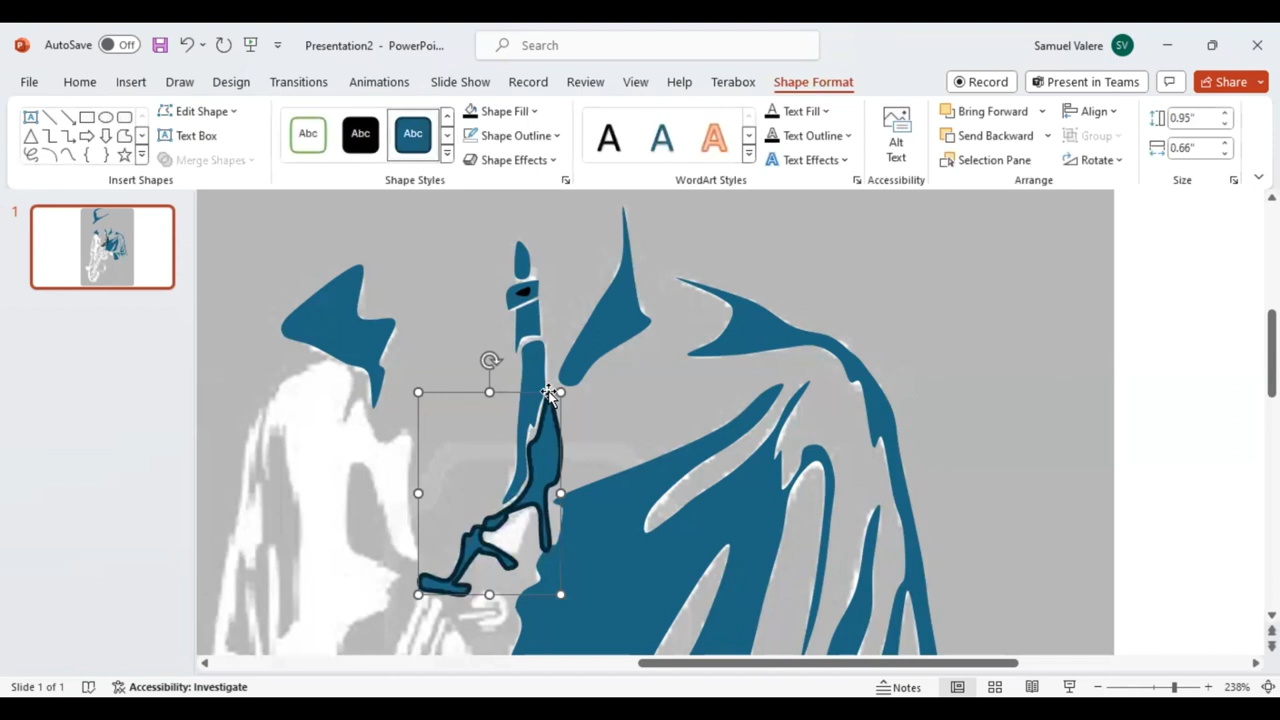 AutoSave Off Presentation2 - PowerPoi... Search Samuel Valere SV
File Home Insert Draw Design Transitions Animations Slide Show Record Review View Help Terabox Shape Format Record Present in Teams Share
Edit Shape Abc Abc Abc Shape Fill A A A Text Fill Alt Text Bring Forward Align 0.95"
Text Box Shape Outline Text Outline Send Backward Group 0.66"
Merge Shapes Shape Effects Text Effects Selection Pane Rotate
Insert Shapes Shape Styles WordArt Styles Accessibility Arrange Size
1
Slide 1 of 1 Accessibility: Investigate Notes 238%